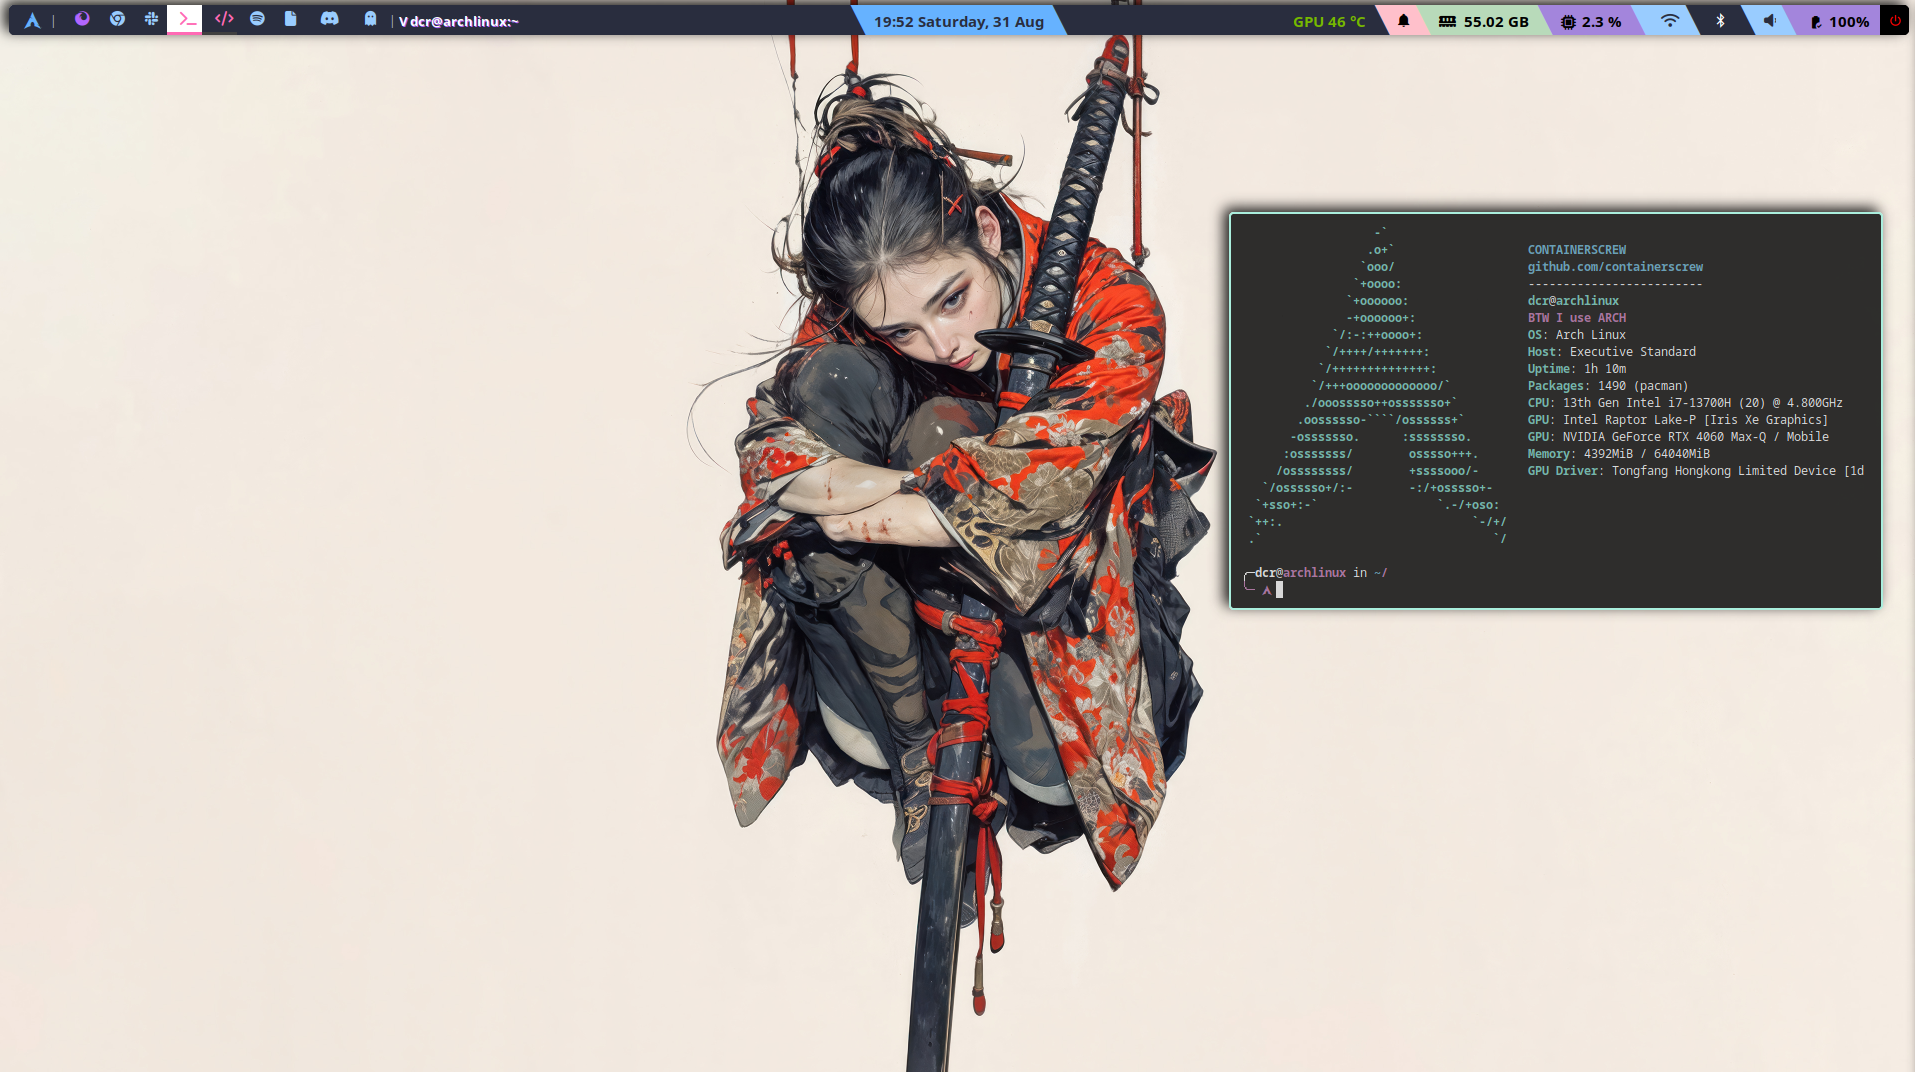 V dcr@archlinux:~
19:52 Saturday, 31 Aug
GPU 46 °C
55.02 GB
2.3 %
100%
-`
.o+`
`ooo/
`+oooo:
`+oooooo:
-+oooooo+:
`/:-:++oooo+:
`/++++/+++++++:
`/++++++++++++++:
`/+++ooooooooooooo/`
./ooosssso++osssssso+`
.oossssso-````/ossssss+`
-osssssso.      :ssssssso.
:osssssss/        osssso+++.
/ossssssss/        +ssssooo/-
`/ossssso+/:-        -:/+osssso+-
`+sso+:-`                 `.-/+oso:
`++:.                           `-/+/
.`                                 `/
CONTAINERSCREW
github.com/containerscrew
-------------------------
dcr@archlinux
BTW I use ARCH
OS: Arch Linux
Host: Executive Standard
Uptime: 1h 10m
Packages: 1490 (pacman)
CPU: 13th Gen Intel i7-13700H (20) @ 4.800GHz
GPU: Intel Raptor Lake-P [Iris Xe Graphics]
GPU: NVIDIA GeForce RTX 4060 Max-Q / Mobile
Memory: 4392MiB / 64040MiB
GPU Driver: Tongfang Hongkong Limited Device [1d
dcr@archlinux in ~/